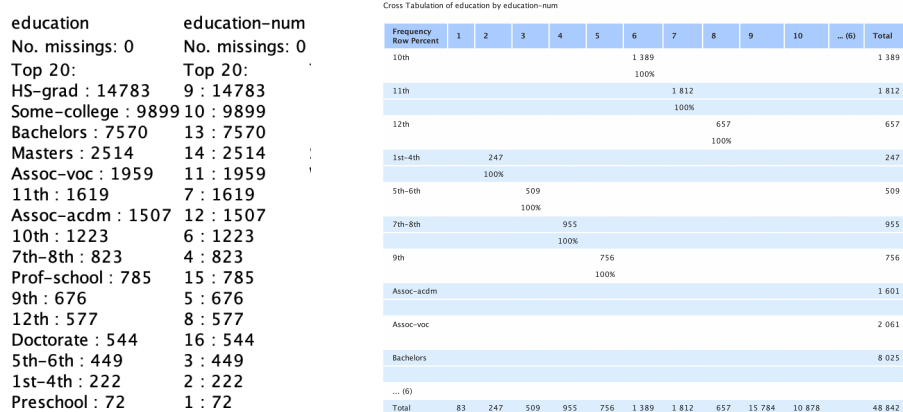 education education-num
No. missings: 0 No. missings: 0
Top 20: Top 20:
HS-grad : 14783 9 : 14783
Some-college : 9899 10 : 9899
Bachelors : 7570 13 : 7570
Masters : 2514 14 : 2514
Assoc-voc : 1959 11 : 1959
11th : 1619 7 : 1619
Assoc-acdm : 1507 12 : 1507
10th : 1223 6 : 1223
7th-8th : 823 4 : 823
Prof-school : 785 15 : 785
9th : 676 5 : 676
12th : 577 8 : 577
Doctorate : 544 16 : 544
5th-6th : 449 3 : 449
1st-4th : 222 2 : 222
Preschool : 72 1 : 72
Cross Tabulation of education by education-num
Frequency
Row Percent 1 2 3 4 5 6 7 8 9 10 ... (6) Total
10th 1 389 1 389
100%
11th 1 812 1 812
100%
12th 657 657
100%
1st-4th 247 247
100%
5th-6th 509 509
100%
7th-8th 955 955
100%
9th 756 756
100%
Assoc-acdm 1 601
Assoc-voc 2 061
Bachelors 8 025
... (6)
Total 83 247 509 955 756 1 389 1 812 657 15 784 10 878 48 842